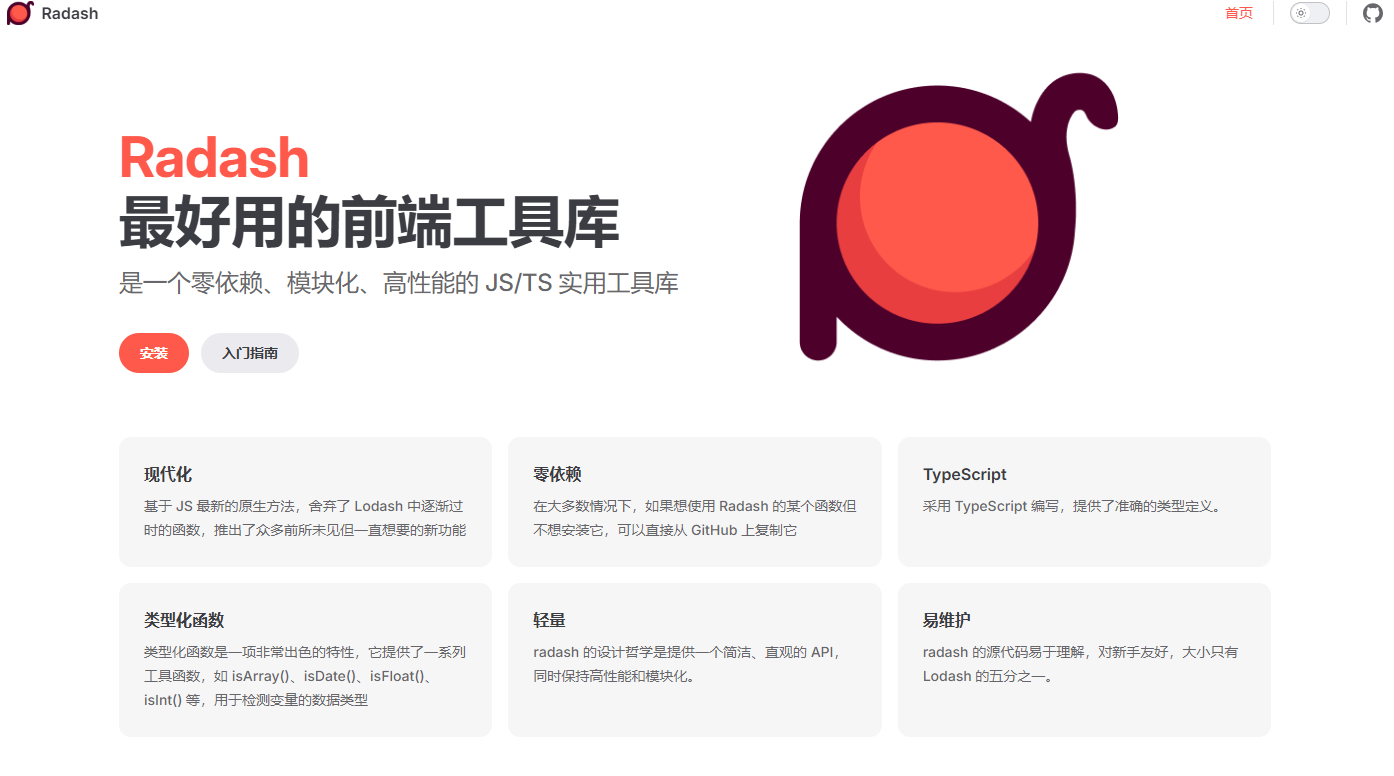 Radash
首页
Radash
最好用的前端工具库
是一个零依赖、模块化、高性能的 JS/TS 实用工具库
安装
入门指南
现代化
基于 JS 最新的原生方法，舍弃了 Lodash 中逐渐过
时的函数，推出了众多前所未见但一直想要的新功能
零依赖
在大多数情况下，如果想使用 Radash 的某个函数但
不想安装它，可以直接从 GitHub 上复制它
TypeScript
采用 TypeScript 编写，提供了准确的类型定义。
类型化函数
类型化函数是一项非常出色的特性，它提供了一系列
工具函数，如 isArray()、isDate()、isFloat()、
isInt() 等，用于检测变量的数据类型
轻量
radash 的设计哲学是提供一个简洁、直观的 API，
同时保持高性能和模块化。
易维护
radash 的源代码易于理解，对新手友好，大小只有
Lodash 的五分之一。